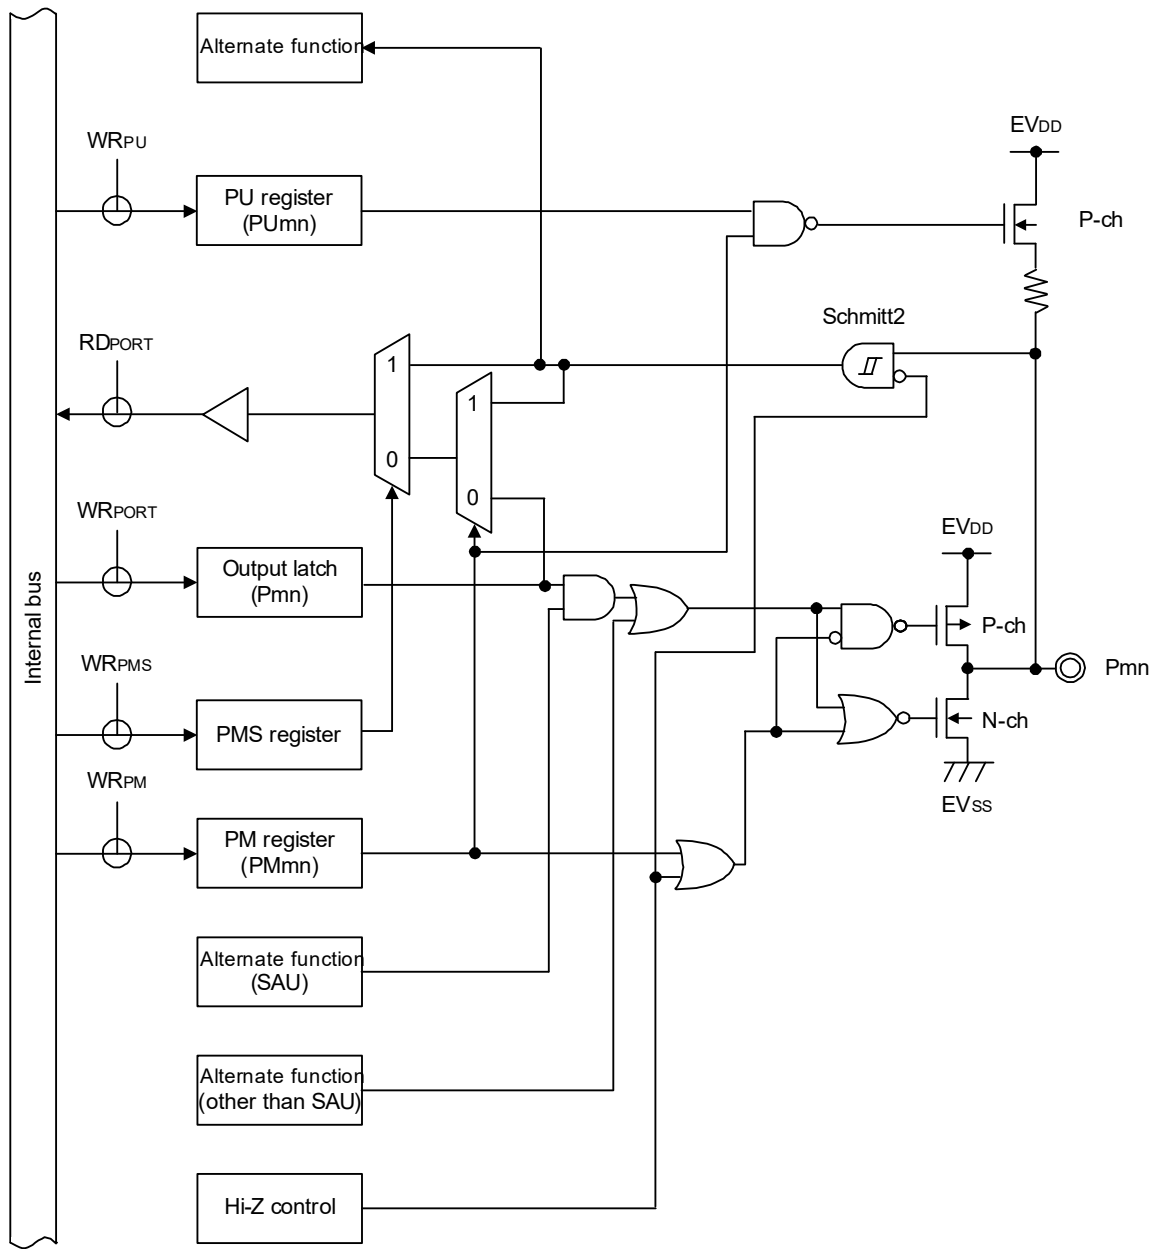 Alternate function
WRPU
EVDD
PU register
(PUmn)
P-ch
Schmitt2
RDPORT
1
1
0
0
WRPORT
EVDD
Output latch
(Pmn)
P-ch
Internal bus
WRPMS
Pmn
PMS register
N-ch
WRPM
EVSS
PM register
(PMmn)
Alternate function
(SAU)
Alternate function
(other than SAU)
Hi-Z control